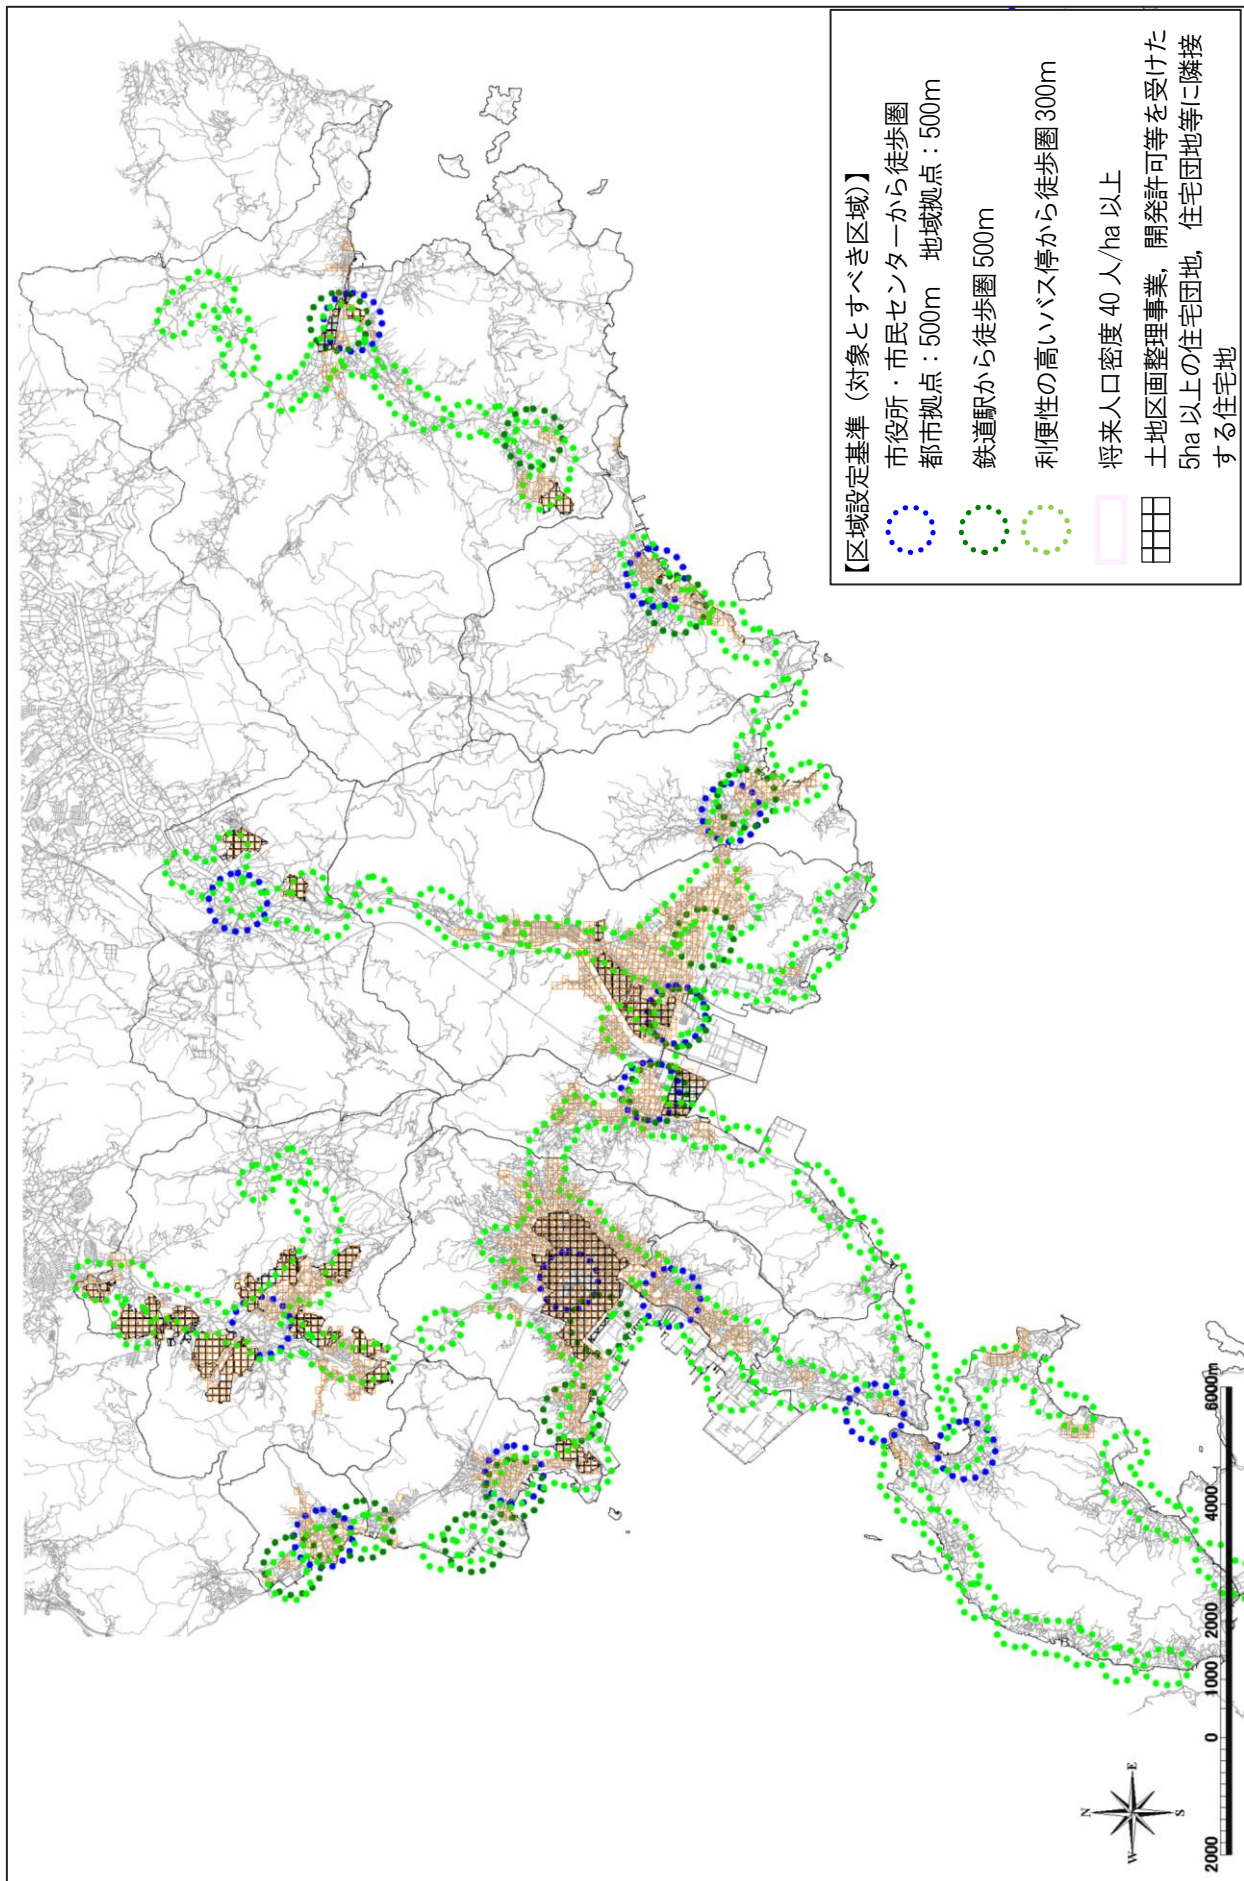 【区域設定基準（対象とすべき区域）】
市役所・市民センターから徒歩圏
都市拠点：500m　地域拠点：500m
鉄道駅から徒歩圏 500m
利便性の高いバス停から徒歩圏 300m
将来人口密度 40 人/ha 以上
土地区画整理事業，開発許可等を受けた
5ha 以上の住宅団地，住宅団地等に隣接
する住宅地
N
W
E
S
2000
0
1000
2000
4000
6000m